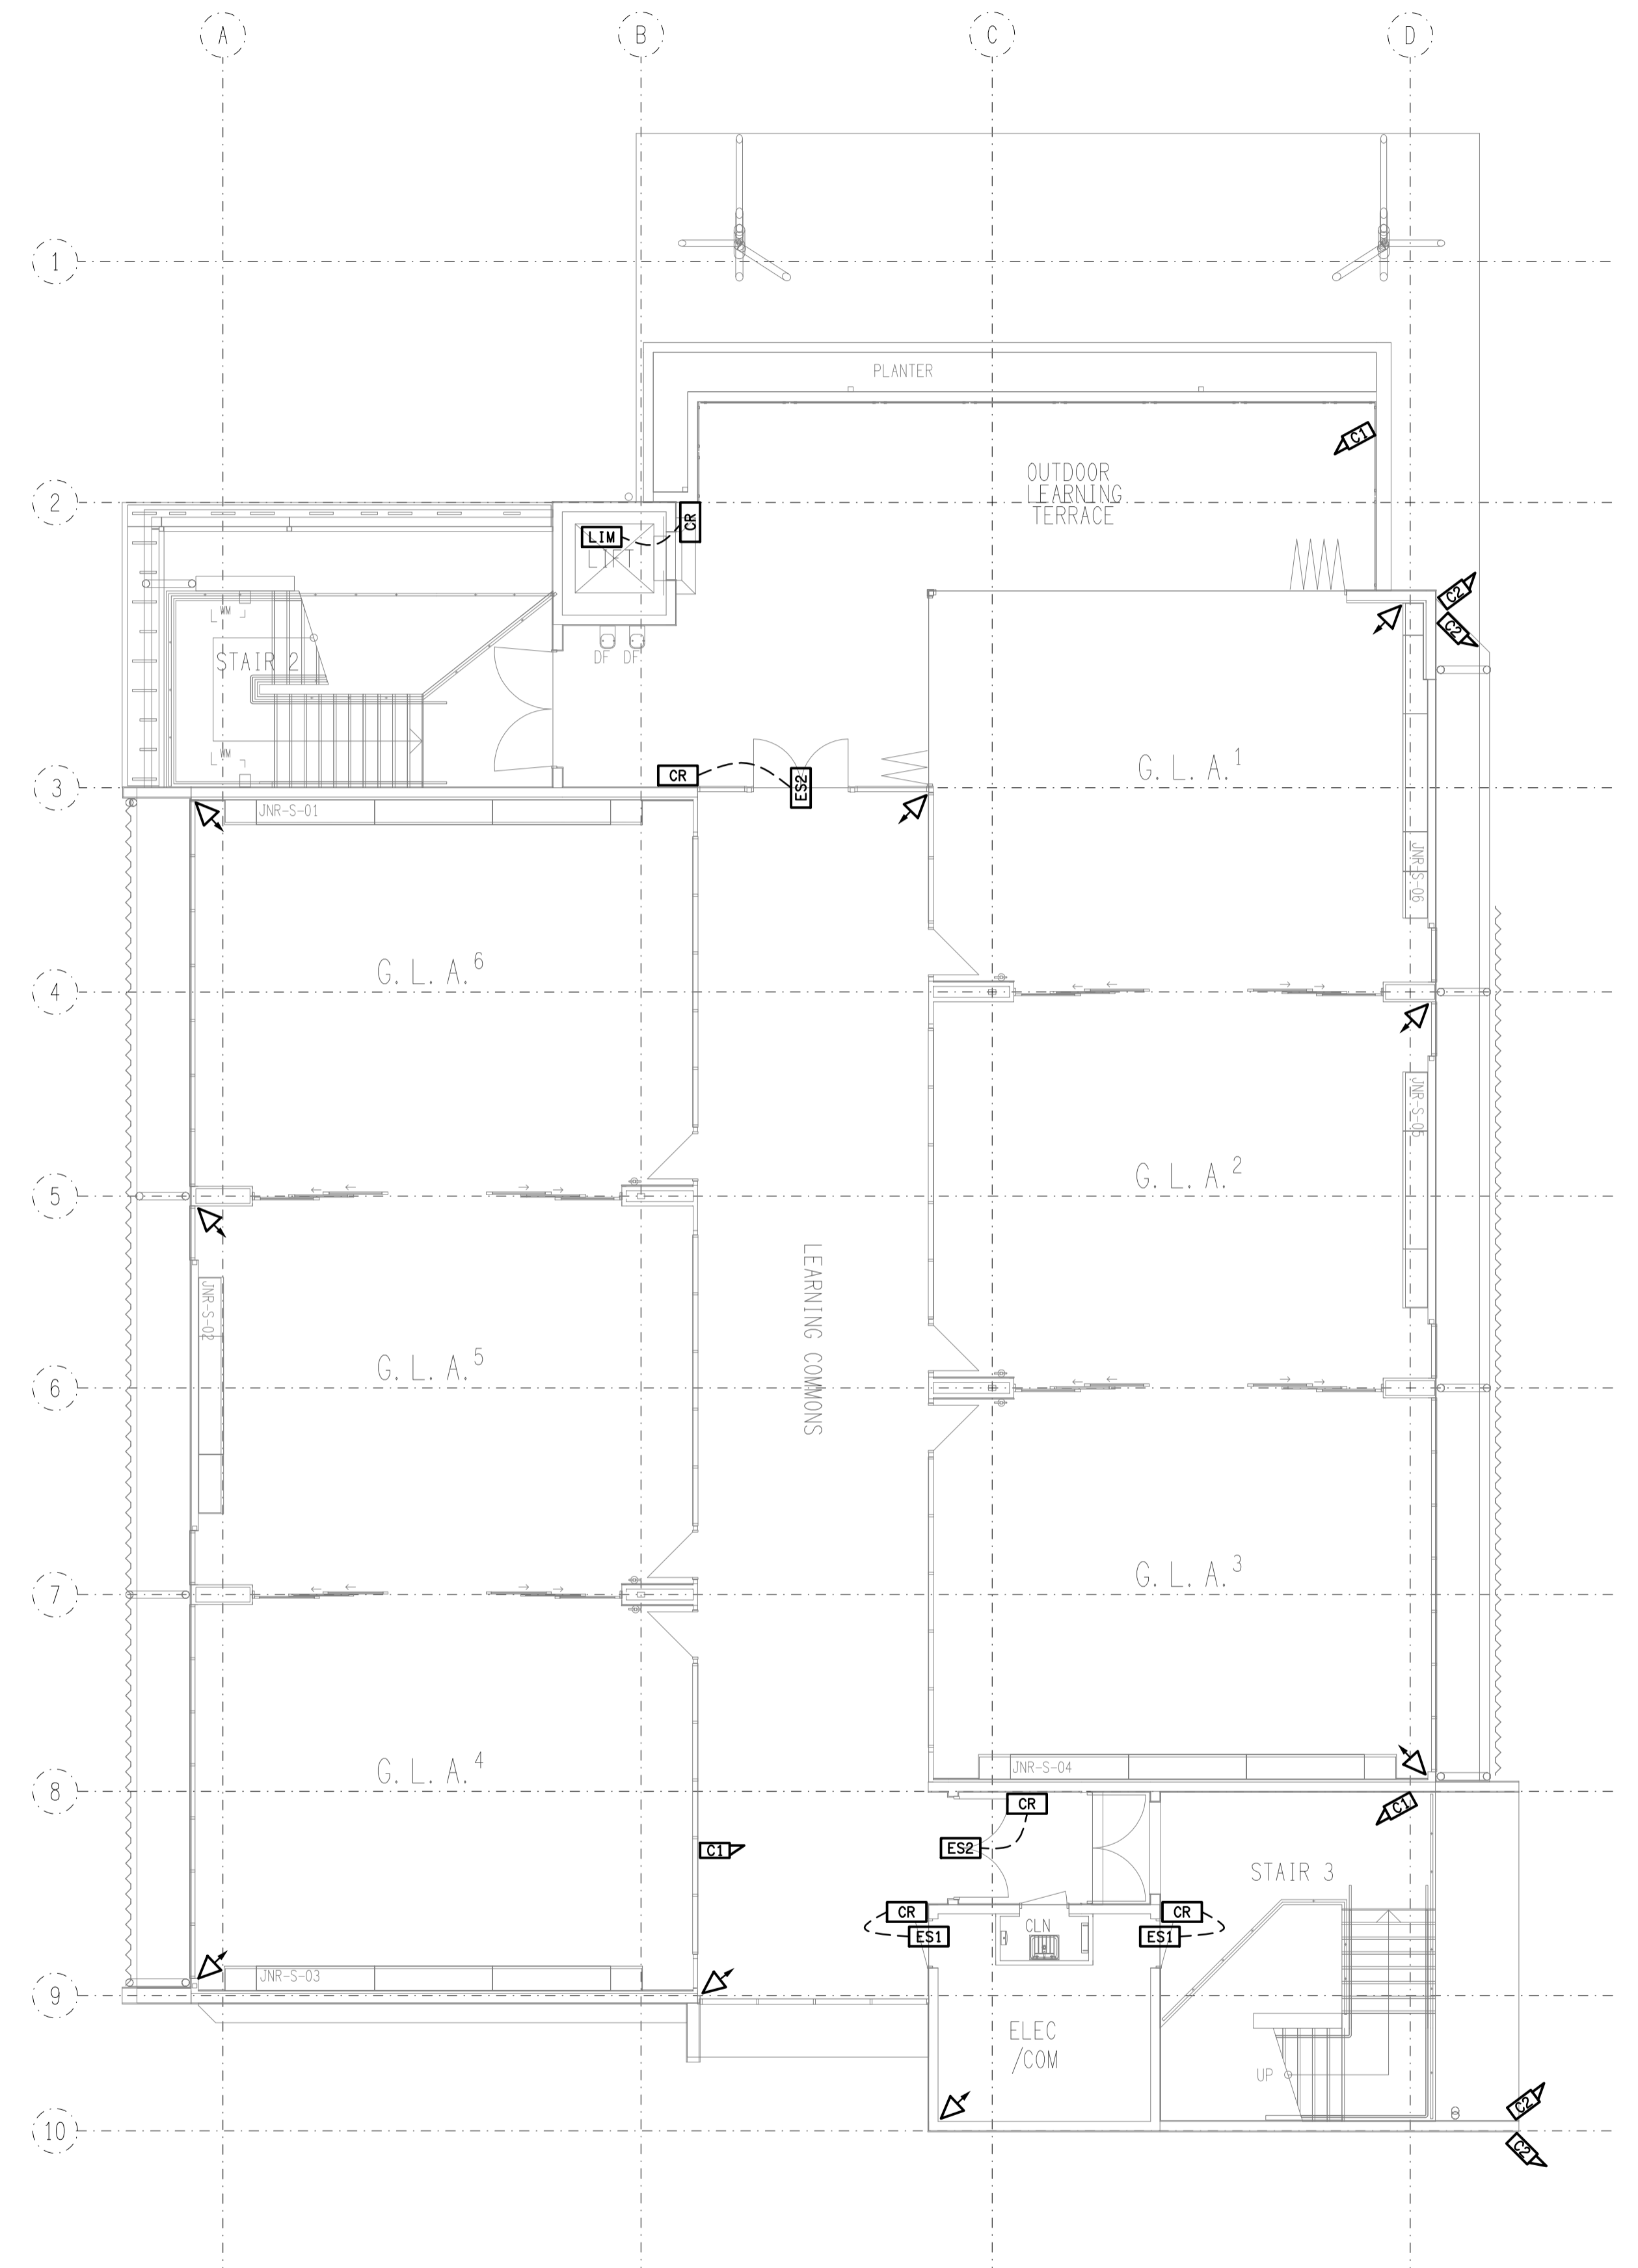 A
B
C
D
1
PLANTER
C1
OUTDOOR
LEARNING
TERRACE
2
CR
LIM
LIFT
C2
C2
WM
DF DF
STAIR 2
WM
G. L. A.1
CR
ES2
3
JNR-S-01
JNR-S-06
G. L. A.6
4
JNR-S-05
G. L. A.2
5
LEARNING COMMONS
JNR-S-02
G. L. A.5
6
G. L. A.3
7
G. L. A.4
JNR-S-04
8
CR
C1
C1
ES2
STAIR 3
CR
CR
CLN
ES1
ES1
JNR-S-03
9
ELEC
/COM
UP
C2
10
C2